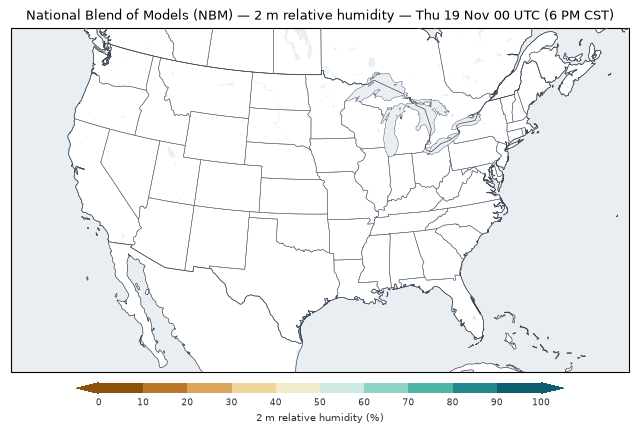 National Blend of Models (NBM) — 2 m relative humidity — Thu 19 Nov 00 UTC (6 PM CST)
0 10 20 30 40 50 60 70 80 90 100
2 m relative humidity (%)